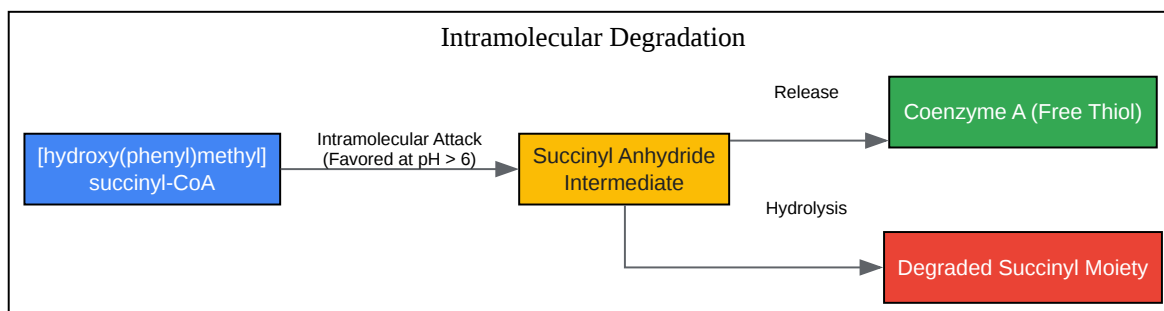 Intramolecular Degradation
[hydroxy(phenyl)methyl]
succinyl-CoA
Intramolecular Attack
(Favored at pH > 6)
Succinyl Anhydride
Intermediate
Release
Coenzyme A (Free Thiol)
Hydrolysis
Degraded Succinyl Moiety